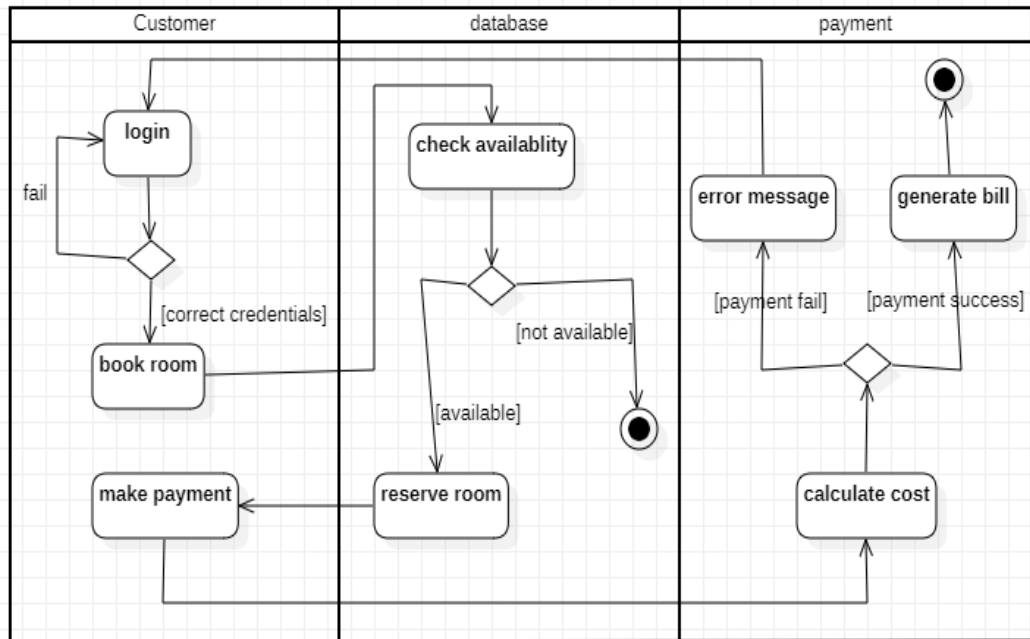 Customer
database
payment
login
fail
[correct credentials]
book room
make payment
check availablity
[not available]
[available]
reserve room
error message
generate bill
[payment fail]
[payment success]
calculate cost